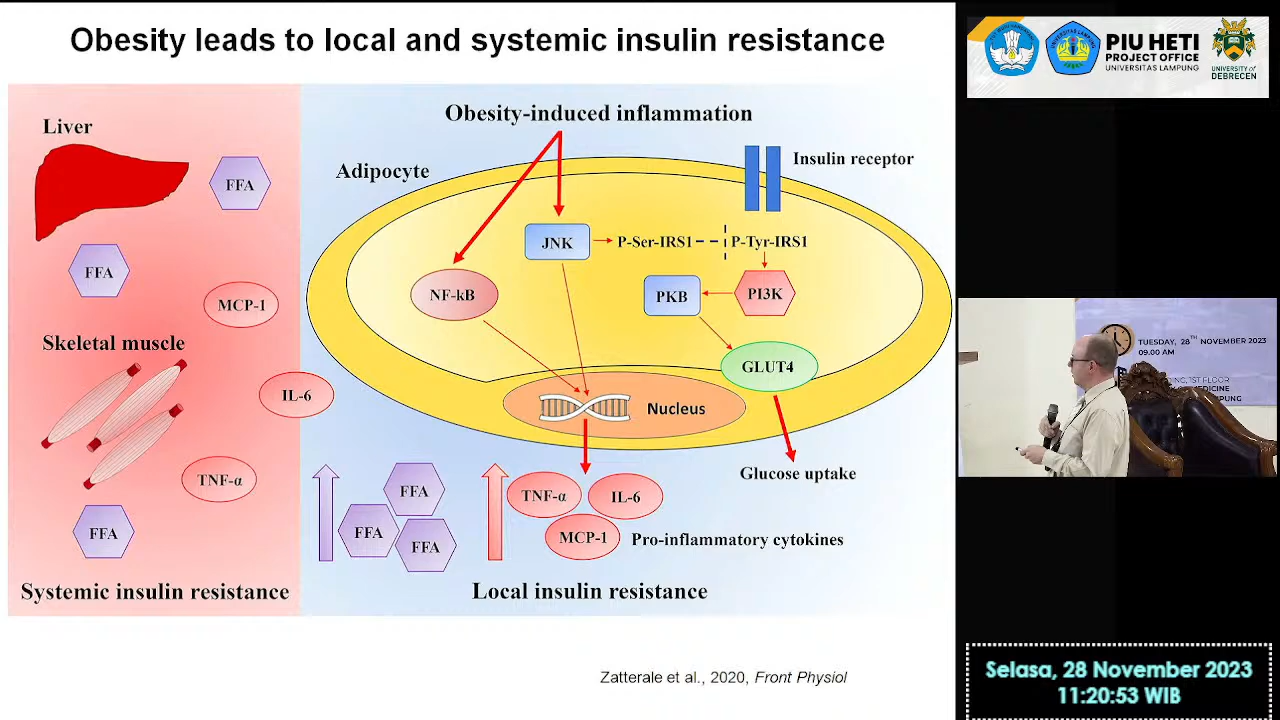 Obesity leads to local and systemic insulin resistance
Liver
FFA
FFA
MCP-1
Skeletal muscle
IL-6
TNF-α
FFA
Systemic insulin resistance
Obesity-induced inflammation
Adipocyte
Insulin receptor
JNK
P-Ser-IRS1
P-Tyr-IRS1
NF-kB
PKB
PI3K
GLUT4
Nucleus
Glucose uptake
FFA
FFA
FFA
TNF-α
IL-6
MCP-1
Pro-inflammatory cytokines
Local insulin resistance
Zatterale et al., 2020, Front Physiol
PIU HETI
PROJECT OFFICE
UNIVERSITAS LAMPUNG
UNIVERSITY of
DEBRECEN
TUESDAY, 28TH NOVEMBER 2023
09.00 AM
1ST FLOOR
Selasa, 28 November 2023
11:20:53 WIB